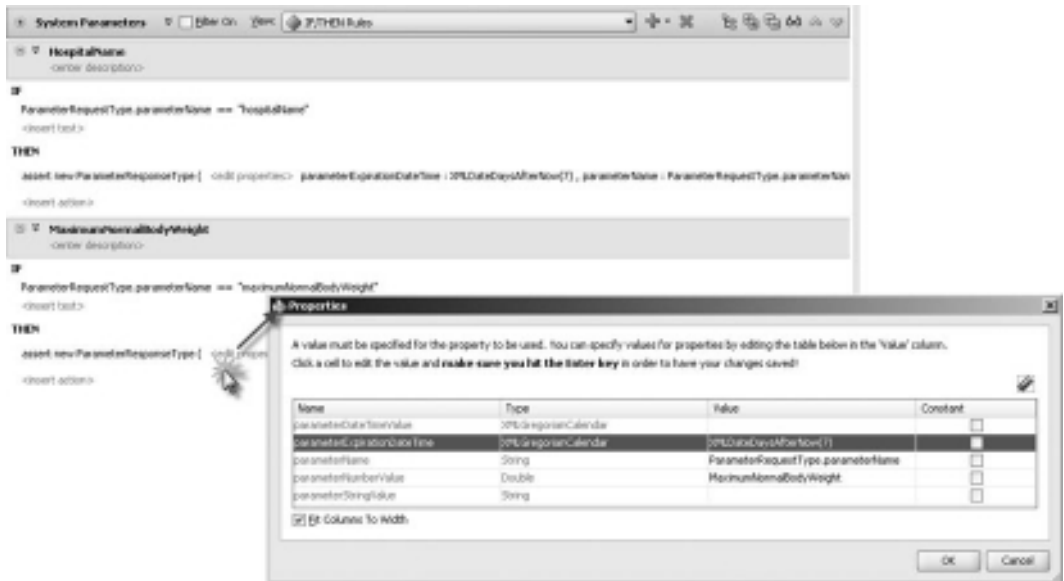 System Parameters Filter On View: IF/THEN Rules
HospitalName
<enter description>
IF
ParameterRequestType.parameterName == "hospitalName"
<insert test>
THEN
assert new ParameterResponseType ( <edit properties> parameterExpirationDateTime : XMLDateDaysAfterNow(7) , parameterName : ParameterRequestType.parameterNam
<insert action>
MaximumNormalBodyWeight
<enter description>
IF
ParameterRequestType.parameterName == "maximumNormalBodyWeight"
<insert test>
THEN
assert new ParameterResponseType ( <edit proper
<insert action>
Properties
A value must be specified for the property to be used. You can specify values for properties by editing the table below in the 'Value' column.
Click a cell to edit the value and make sure you hit the Enter key in order to have your changes saved!
Name Type Value Constant
parameterDateTimeValue XMLGregorianCalendar
parameterExpirationDateTime XMLGregorianCalendar XMLDateDaysAfterNow(7)
parameterName String ParameterRequestType.parameterName
parameterNumberValue Double MaximumNormalBodyWeight
parameterStringValue String
Fit Columns To Width
OK Cancel